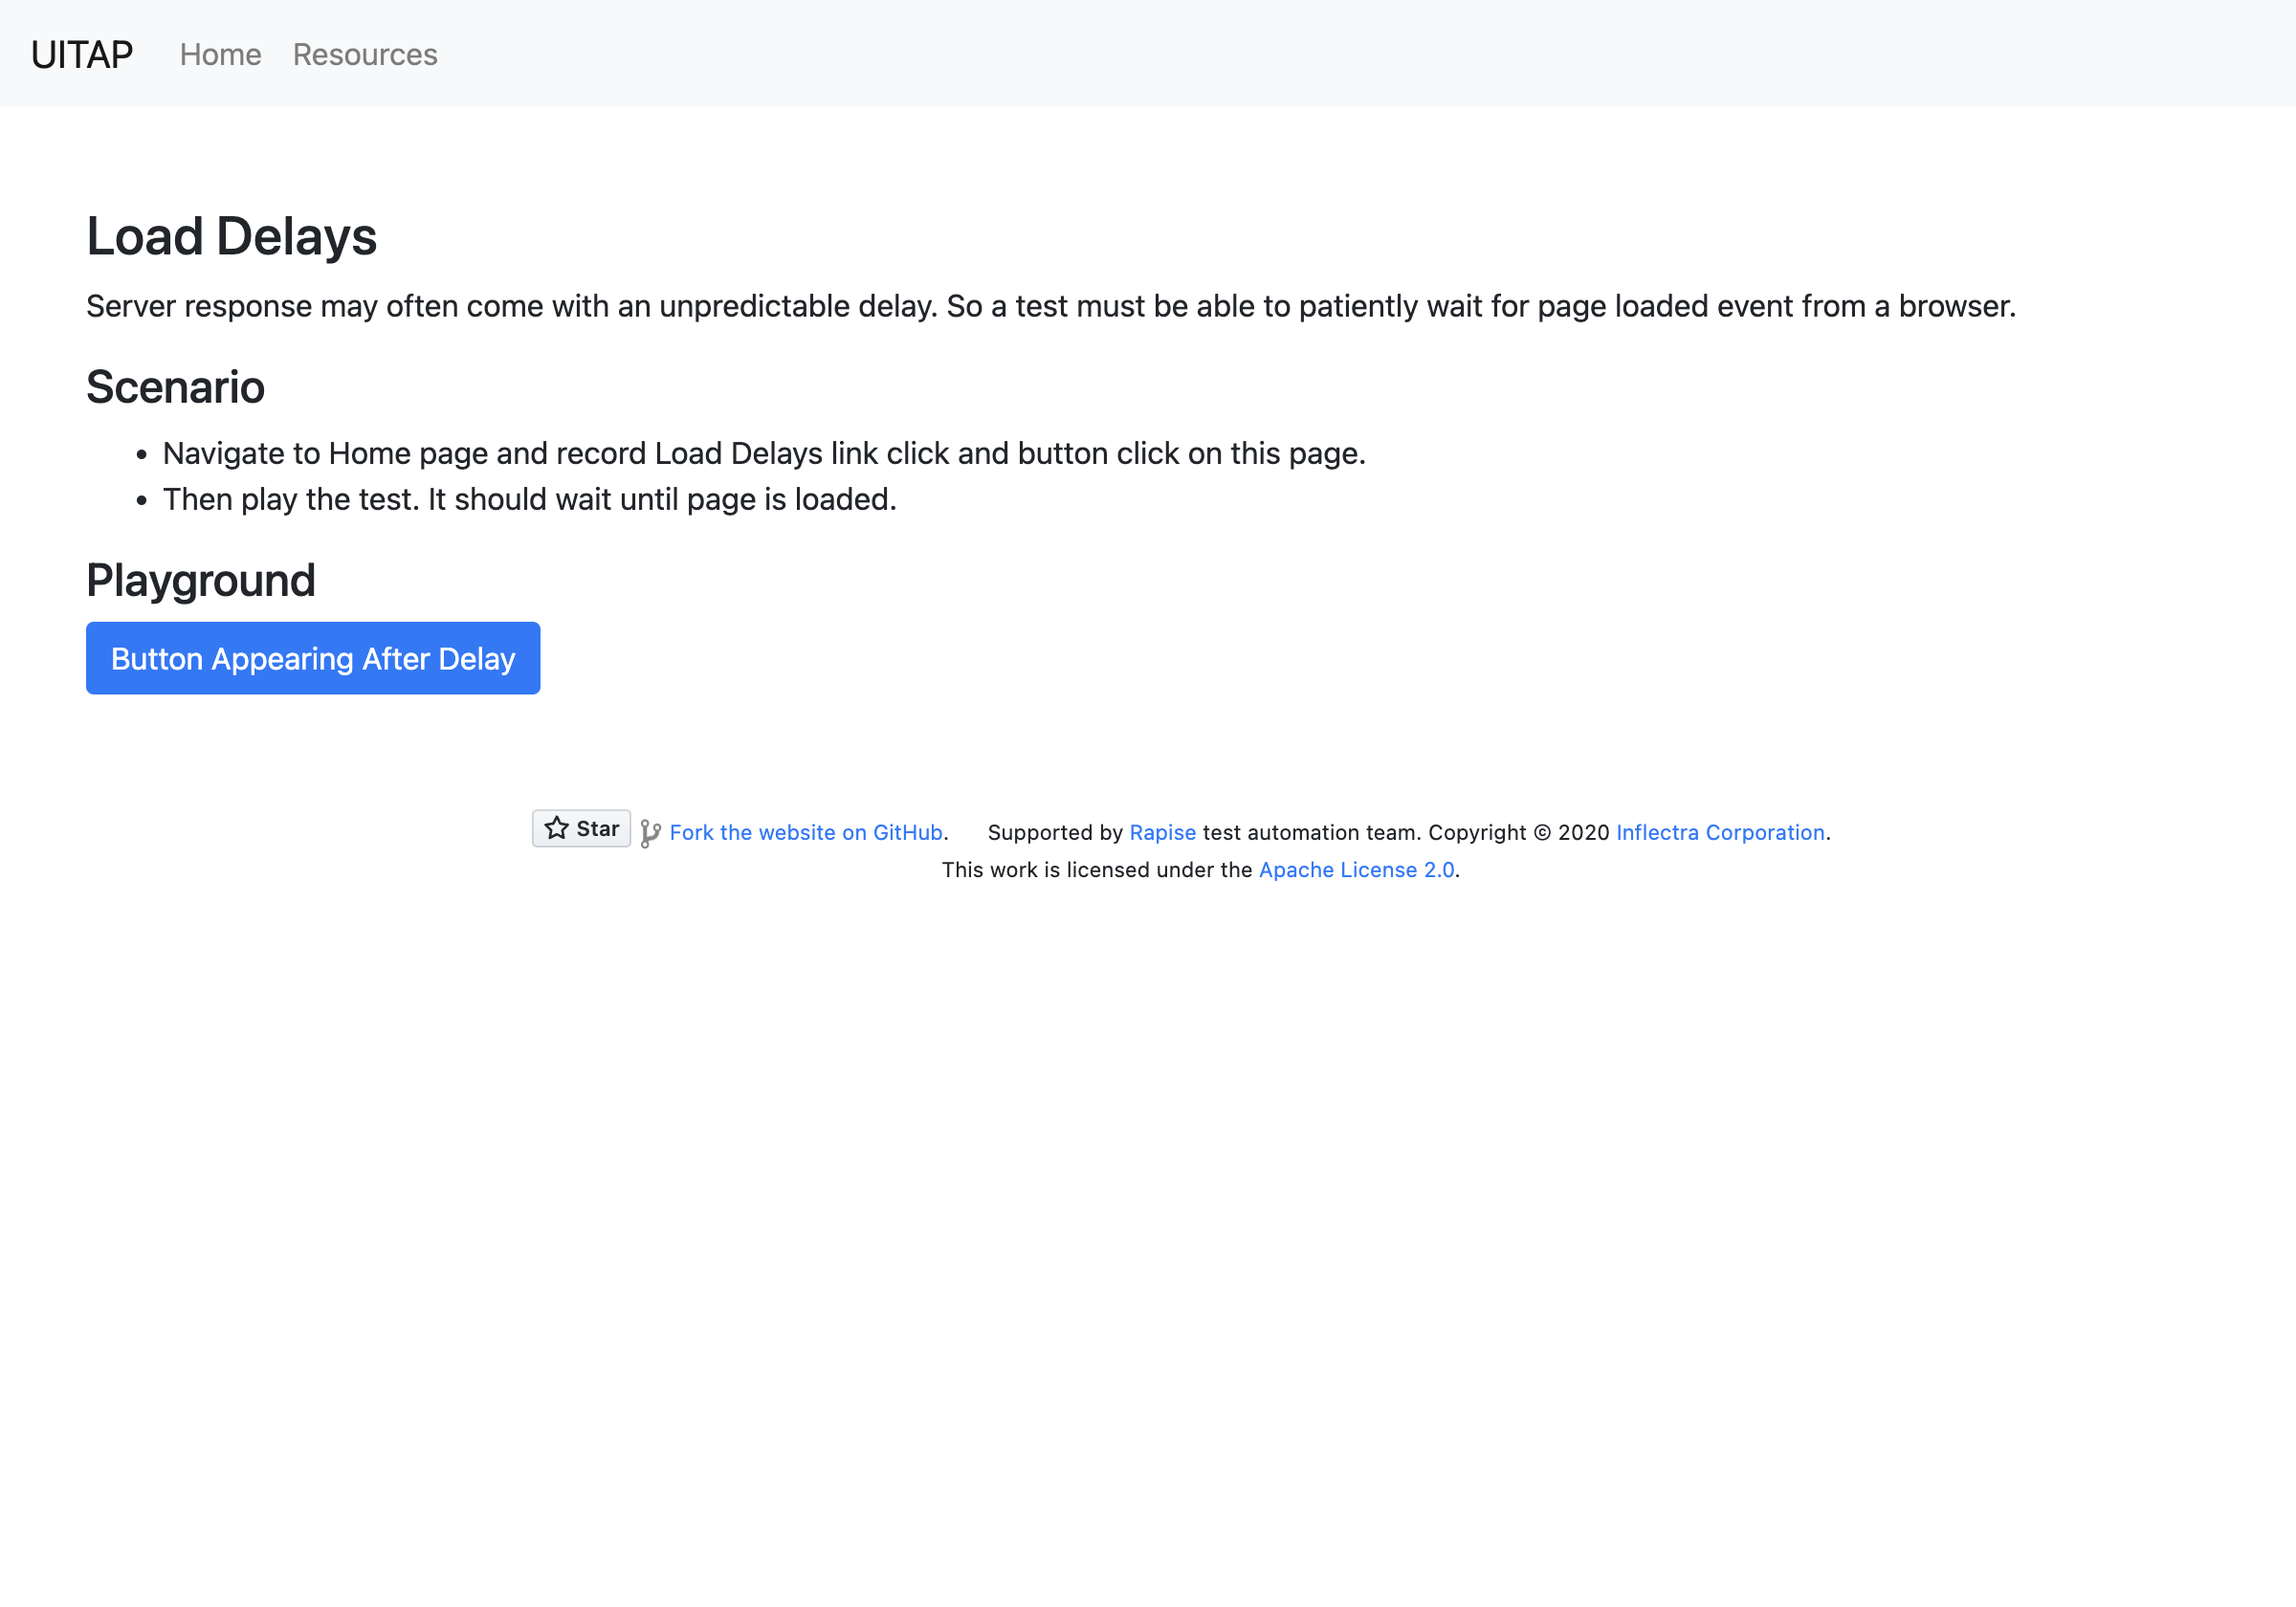 UITAP Home Resources
Load Delays
Server response may often come with an unpredictable delay. So a test must be able to patiently wait for page loaded event from a browser.
Scenario
• Navigate to Home page and record Load Delays link click and button click on this page.
• Then play the test. It should wait until page is loaded.
Playground
Button Appearing After Delay
Star Fork the website on GitHub. Supported by Rapise test automation team. Copyright © 2020 Inflectra Corporation.
This work is licensed under the Apache License 2.0.